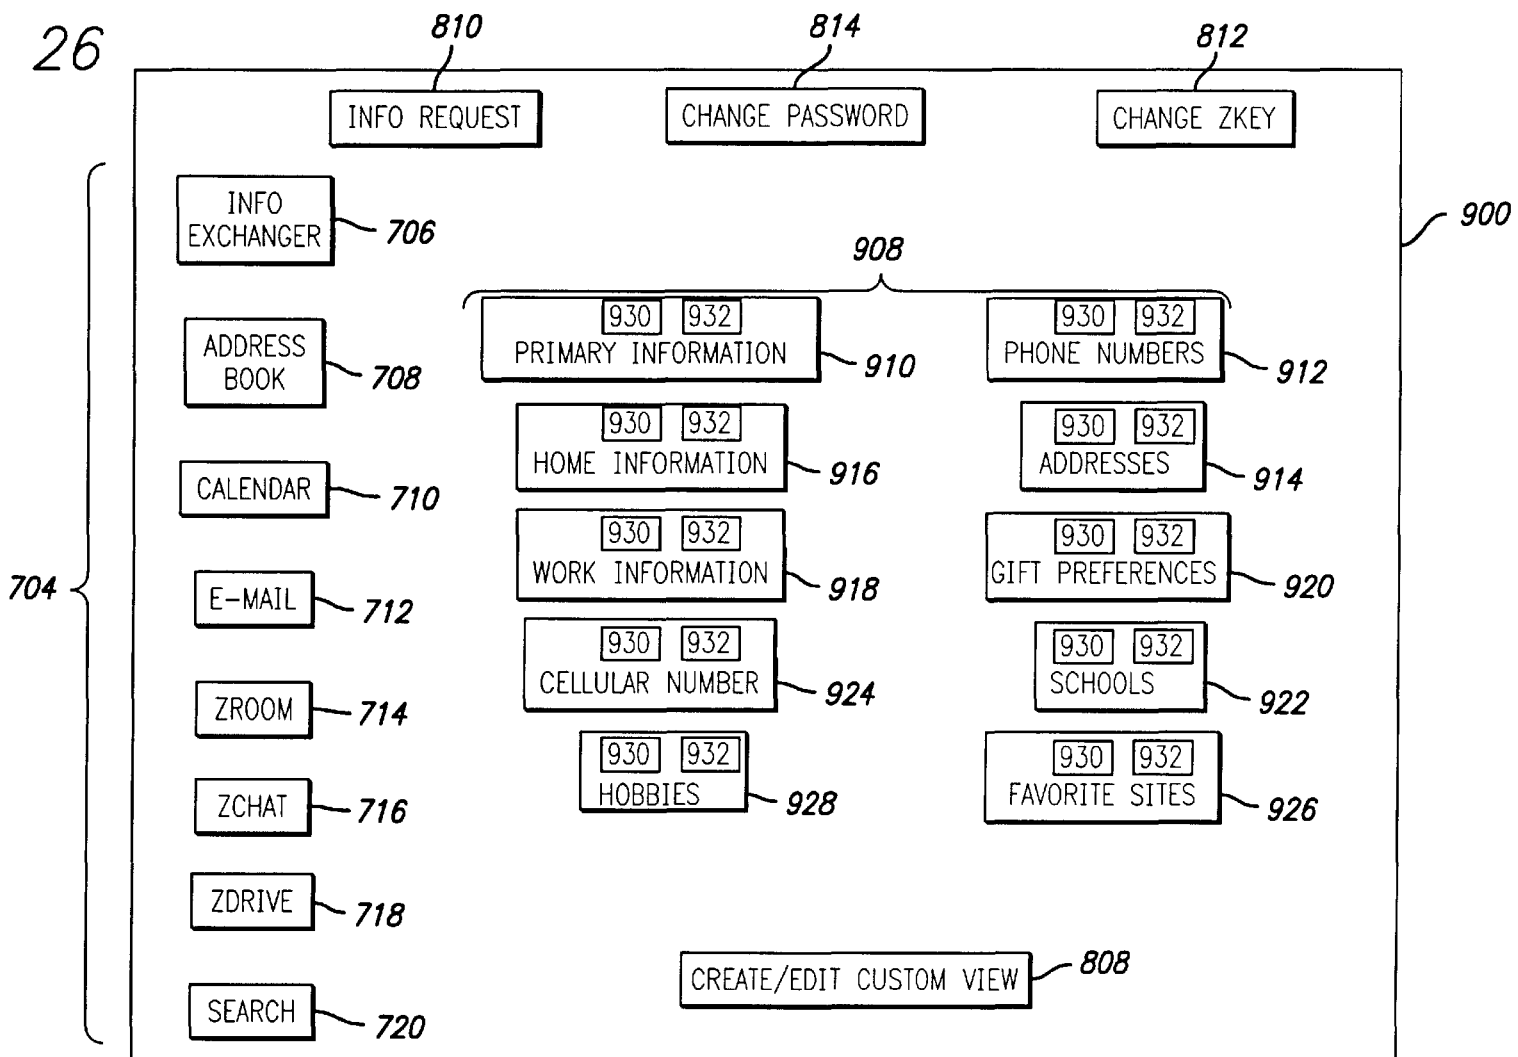 26
810
814
812
INFO REQUEST
CHANGE PASSWORD
CHANGE ZKEY
900
704
INFO
EXCHANGER
706
ADDRESS
BOOK
708
CALENDAR
710
E-MAIL
712
ZROOM
714
ZCHAT
716
ZDRIVE
718
SEARCH
720
908
930 932
PRIMARY INFORMATION
910
930 932
PHONE NUMBERS
912
930 932
HOME INFORMATION
916
930 932
ADDRESSES
914
930 932
WORK INFORMATION
918
930 932
GIFT PREFERENCES
920
930 932
CELLULAR NUMBER
924
930 932
SCHOOLS
922
930 932
HOBBIES
928
930 932
FAVORITE SITES
926
CREATE/EDIT CUSTOM VIEW
808